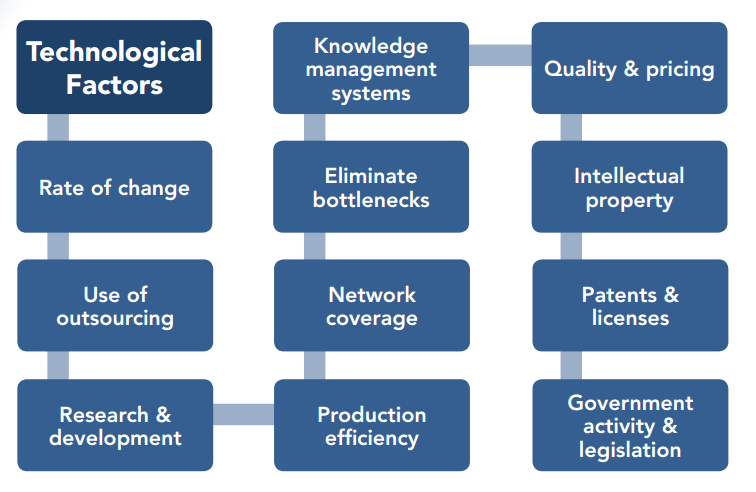 Technological
Factors
Rate of change
Use of
outsourcing
Research &
development
Production
efficiency
Network
coverage
Eliminate
bottlenecks
Knowledge
management
systems
Quality & pricing
Intellectual
property
Patents &
licenses
Government
activity &
legislation